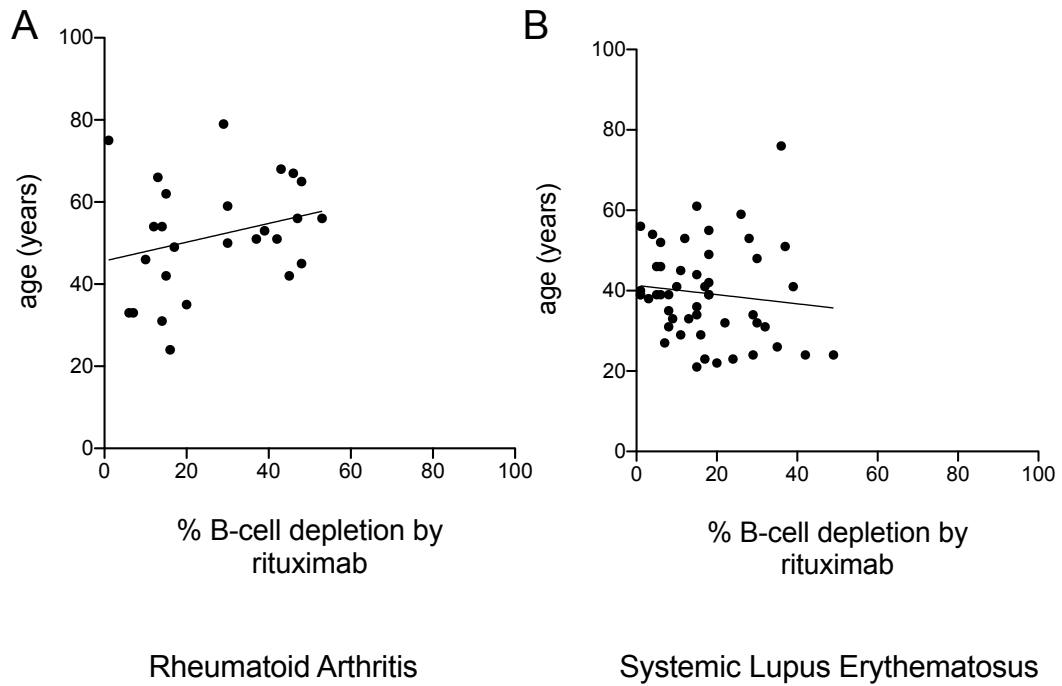 A
100
80
60
40
20
0
age (years)
0 20 40 60 80 100
% B-cell depletion by
rituximab
Rheumatoid Arthritis
B
100
80
60
40
20
0
age (years)
0 20 40 60 80 100
% B-cell depletion by
rituximab
Systemic Lupus Erythematosus